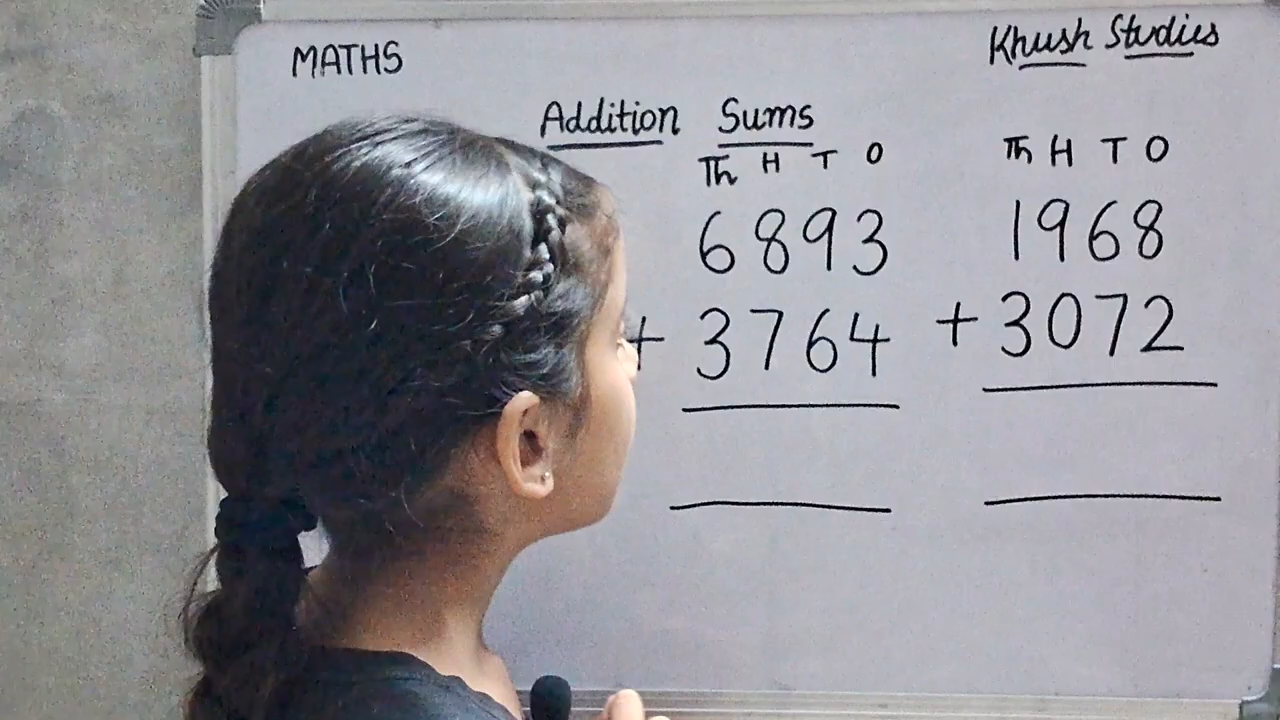 MATHS
Khush Studies
Addition Sums
Th H T O
6893
+ 3764
Th H T O
1968
+ 3072